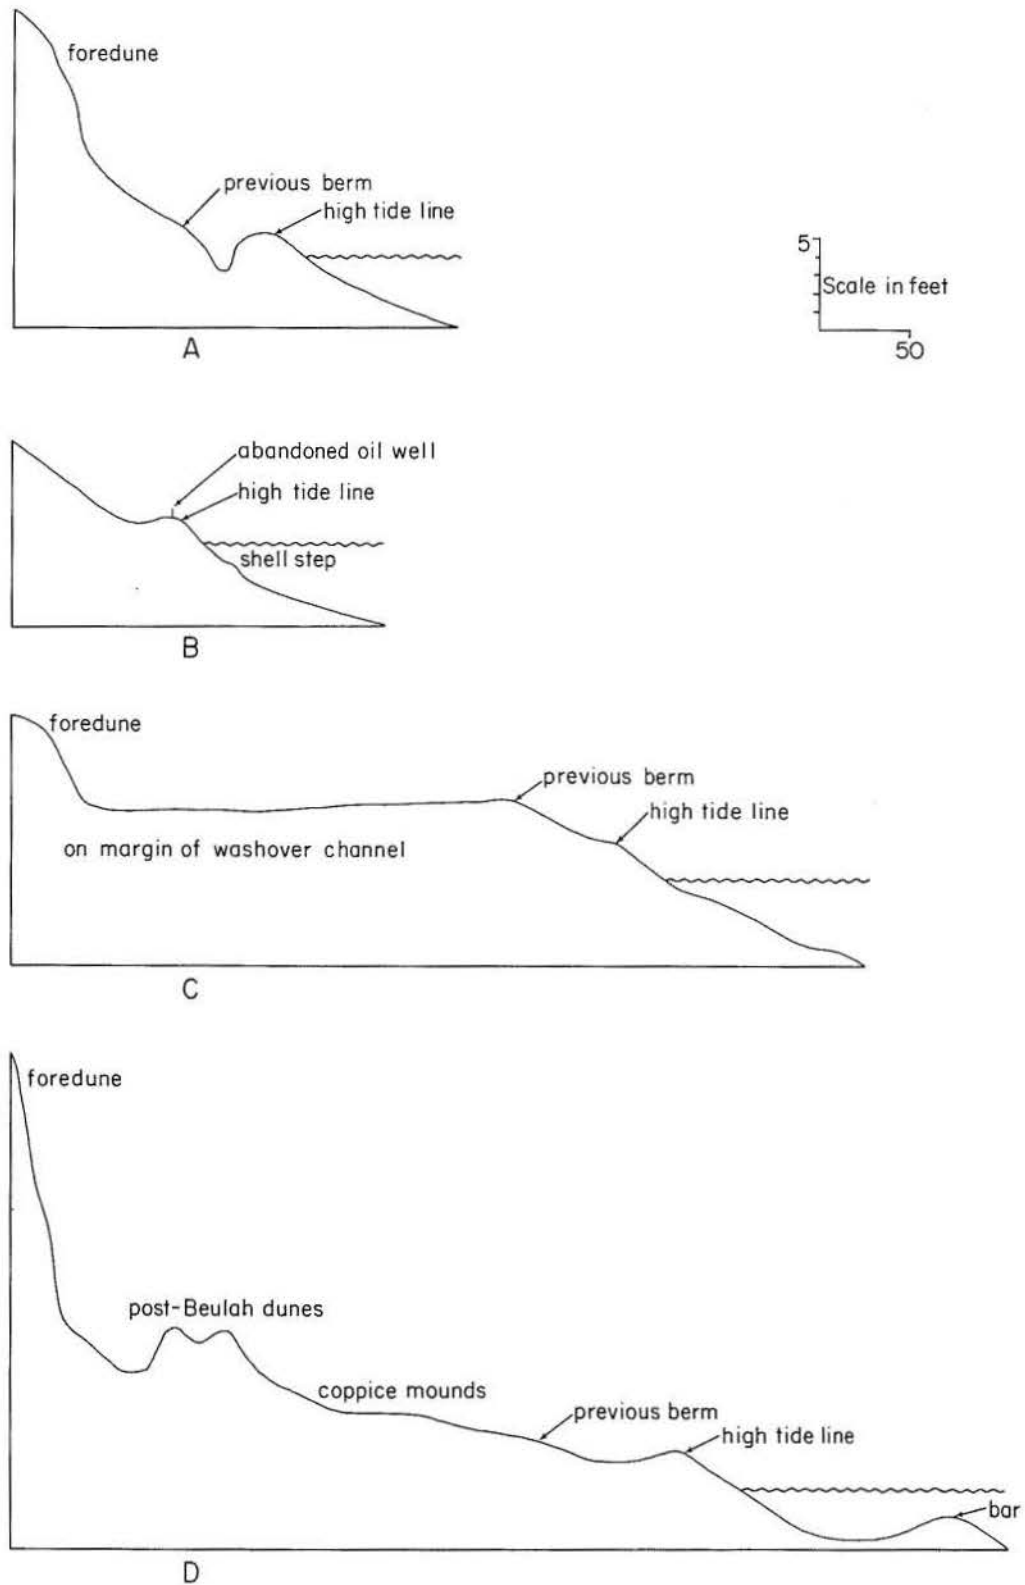 foredune
previous berm
high tide line
5
Scale in feet
50
A
abandoned oil well
high tide line
shell step
B
foredune
previous berm
high tide line
on margin of washover channel
C
foredune
post-Beulah dunes
coppice mounds
previous berm
high tide line
bar
D